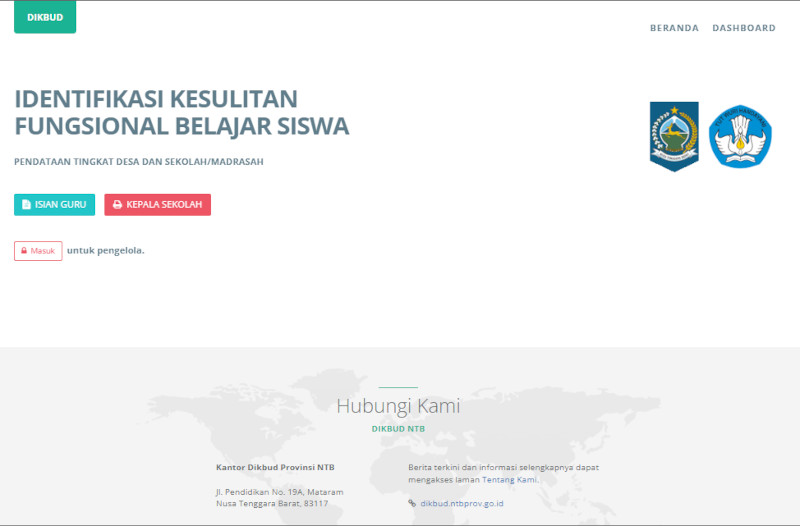 DIKBUD
BERANDA DASHBOARD
IDENTIFIKASI KESULITAN
FUNGSIONAL BELAJAR SISWA
PENDATAAN TINGKAT DESA DAN SEKOLAH/MADRASAH
ISIAN GURU KEPALA SEKOLAH
Masuk untuk pengelola.
Hubungi Kami
DIKBUD NTB
Kantor Dikbud Provinsi NTB
Jl. Pendidikan No. 19A, Mataram
Nusa Tenggara Barat, 83117
Berita terkini dan informasi selengkapnya dapat
mengakses laman Tentang Kami.
dikbud.ntbprov.go.id